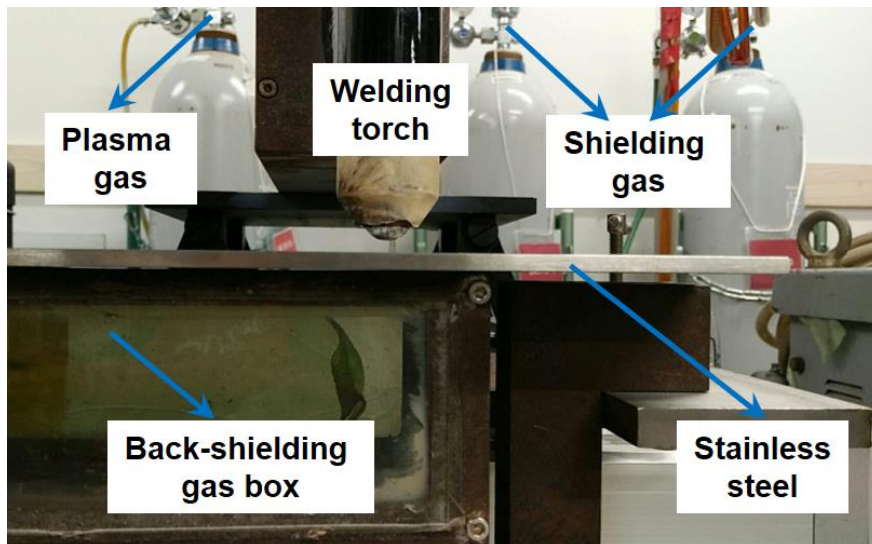 Plasma
gas
Welding
torch
Shielding
gas
Back-shielding
gas box
Stainless
steel